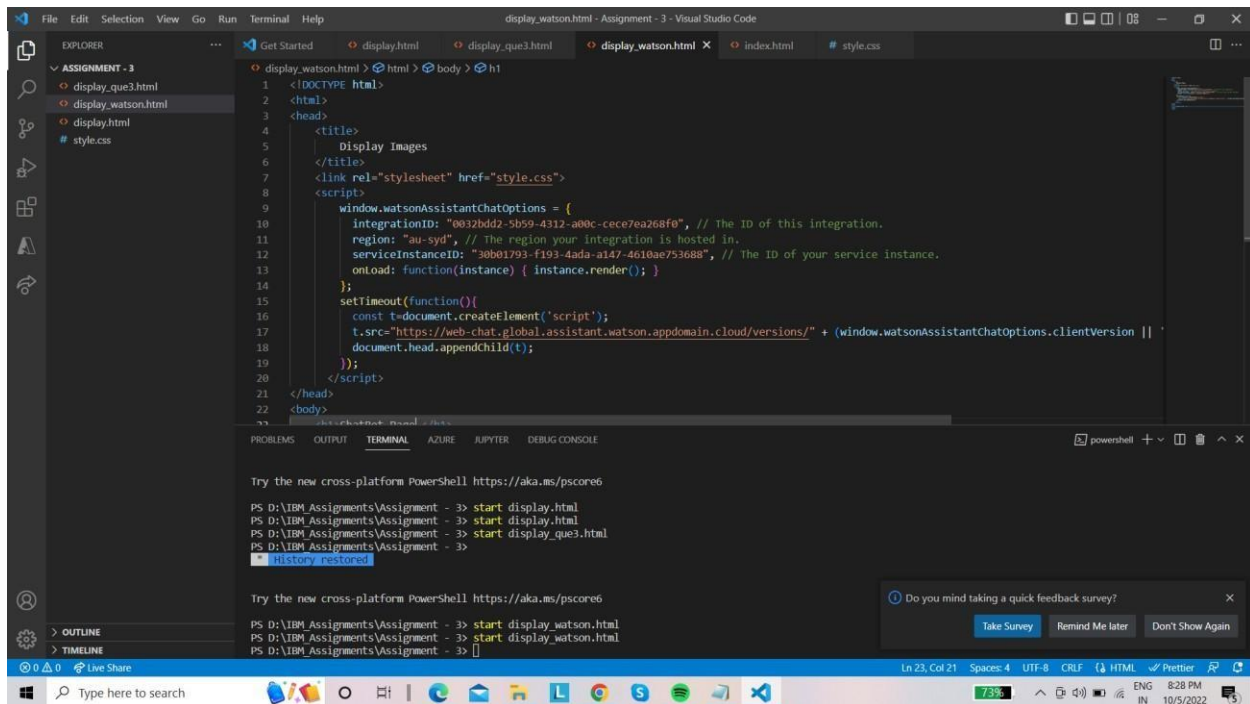 File Edit Selection View Go Run Terminal Help
display_watson.html - Assignment - 3 - Visual Studio Code
EXPLORER
ASSIGNMENT - 3
display_que3.html
display_watson.html
display.html
style.css
OUTLINE
TIMELINE
Get Started display.html display_que3.html display_watson.html index.html style.css
display_watson.html > html > body > h1
1 <!DOCTYPE html>
2 <html>
3 <head>
4 <title>
5 Display Images
6 </title>
7 <link rel="stylesheet" href="style.css">
8 <script>
9 window.watsonAssistantChatOptions = {
10 integrationID: "0032bdd2-5b59-4312-a00c-cece7ea268f0", // The ID of this integration.
11 region: "au-syd", // The region your integration is hosted in.
12 serviceInstanceID: "30b01793-f193-4ada-a147-4610ae753688", // The ID of your service instance.
13 onLoad: function(instance) { instance.render(); }
14 };
15 setTimeout(function(){
16 const t=document.createElement('script');
17 t.src="https://web-chat.global.assistant.watson.appdomain.cloud/versions/" + (window.watsonAssistantChatOptions.clientVersion || '
18 document.head.appendChild(t);
19 });
20 </script>
21 </head>
22 <body>
23 <h1>ChatBot Page </h1>
PROBLEMS OUTPUT TERMINAL AZURE JUPYTER DEBUG CONSOLE
powershell
Try the new cross-platform PowerShell https://aka.ms/pscore6
PS D:\IBM_Assignments\Assignment - 3> start display.html
PS D:\IBM_Assignments\Assignment - 3> start display.html
PS D:\IBM_Assignments\Assignment - 3> start display_que3.html
PS D:\IBM_Assignments\Assignment - 3>
* History restored
Try the new cross-platform PowerShell https://aka.ms/pscore6
PS D:\IBM_Assignments\Assignment - 3> start display_watson.html
PS D:\IBM_Assignments\Assignment - 3> start display_watson.html
PS D:\IBM_Assignments\Assignment - 3>
Do you mind taking a quick feedback survey?
Take Survey Remind Me later Don't Show Again
0 0 Live Share
Ln 23, Col 21 Spaces: 4 UTF-8 CRLF HTML Prettier
Type here to search
73%
ENG 8:28 PM
IN 10/5/2022
5